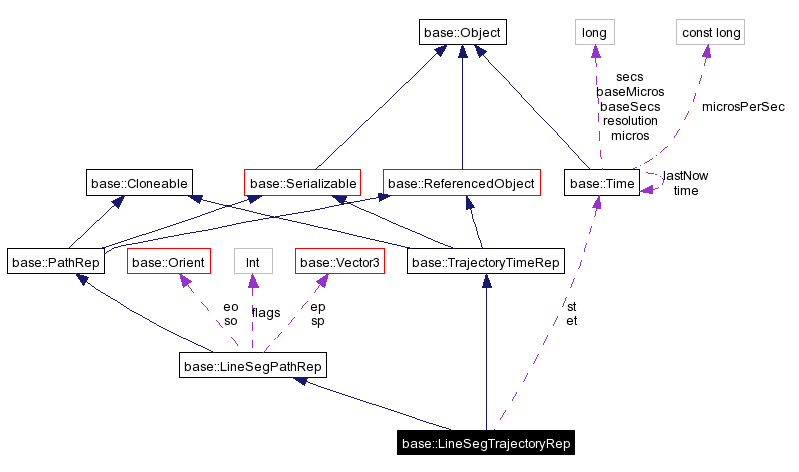 base::Object
long
const long
secs
baseMicros
baseSecs
resolution
micros
microsPerSec
base::Cloneable
base::Serializable
base::ReferencedObject
base::Time
lastNow
time
base::PathRep
base::Orient
Int
base::Vector3
base::TrajectoryTimeRep
eo
so
flags
ep
sp
st
et
base::LineSegPathRep
base::LineSegTrajectoryRep